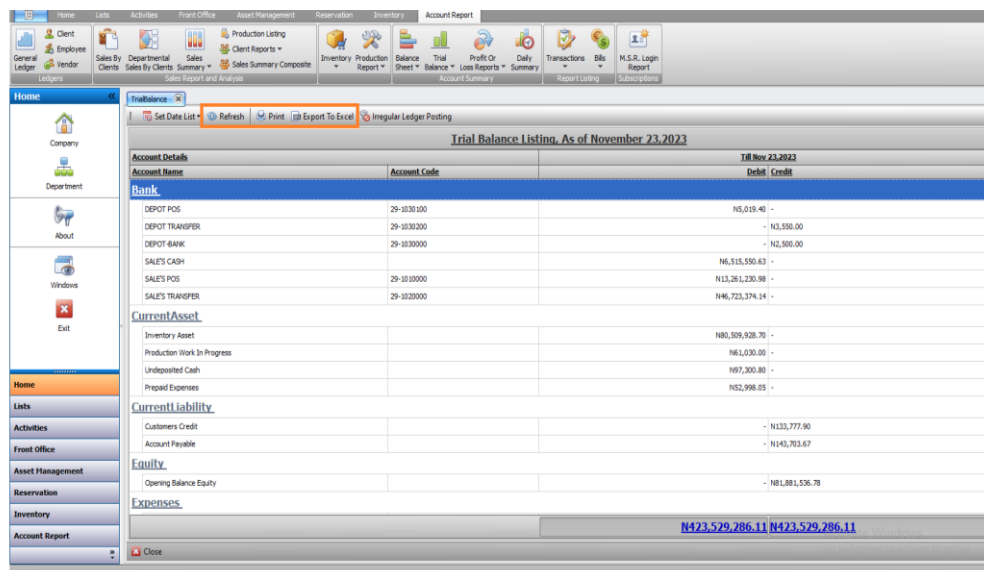 Home Lists Activities Front Office Asset Management Reservation Inventory Account Report
General Ledger
Client
Employee
Vendor
Ledgers
Sales By Clients
Departmental Sales By Clients
Sales Summary
Production Listing
Client Reports
Sales Summary Composite
Sales Report and Analysis
Inventory
Production Report
Balance Sheet
Trial Balance
Profit Or Loss Reports
Daily Summary
Account Summary
Transactions
Bills
Report Listing
M.S.R. Login Report
Subscriptions
Home «
Company
Department
About
Windows
Exit
Home
Lists
Activities
Front Office
Asset Management
Reservation
Inventory
Account Report
TrialBalance
Set Date List Refresh Print Export To Excel Irregular Ledger Posting
Trial Balance Listing, As of November 23,2023
Account Details Till Nov 23,2023
Account Name Account Code Debit Credit
Bank
DEPOT POS 29-1030100 N5,019.40 -
DEPOT TRANSFER 29-1030200 - N3,550.00
DEPOT-BANK 29-1030000 - N2,500.00
SALE'S CASH N6,515,550.63 -
SALE'S POS 29-1010000 N13,261,230.98 -
SALE'S TRANSFER 29-1020000 N46,723,374.14 -
CurrentAsset
Inventory Asset N80,509,928.70 -
Production Work In Progress N61,030.00 -
Undeposited Cash N97,300.80 -
Prepaid Expenses N52,998.05 -
CurrentLiability
Customers Credit - N133,777.90
Account Payable - N143,703.67
Equity
Opening Balance Equity - N81,881,536.78
Expenses
N423,529,286.11 N423,529,286.11
Close